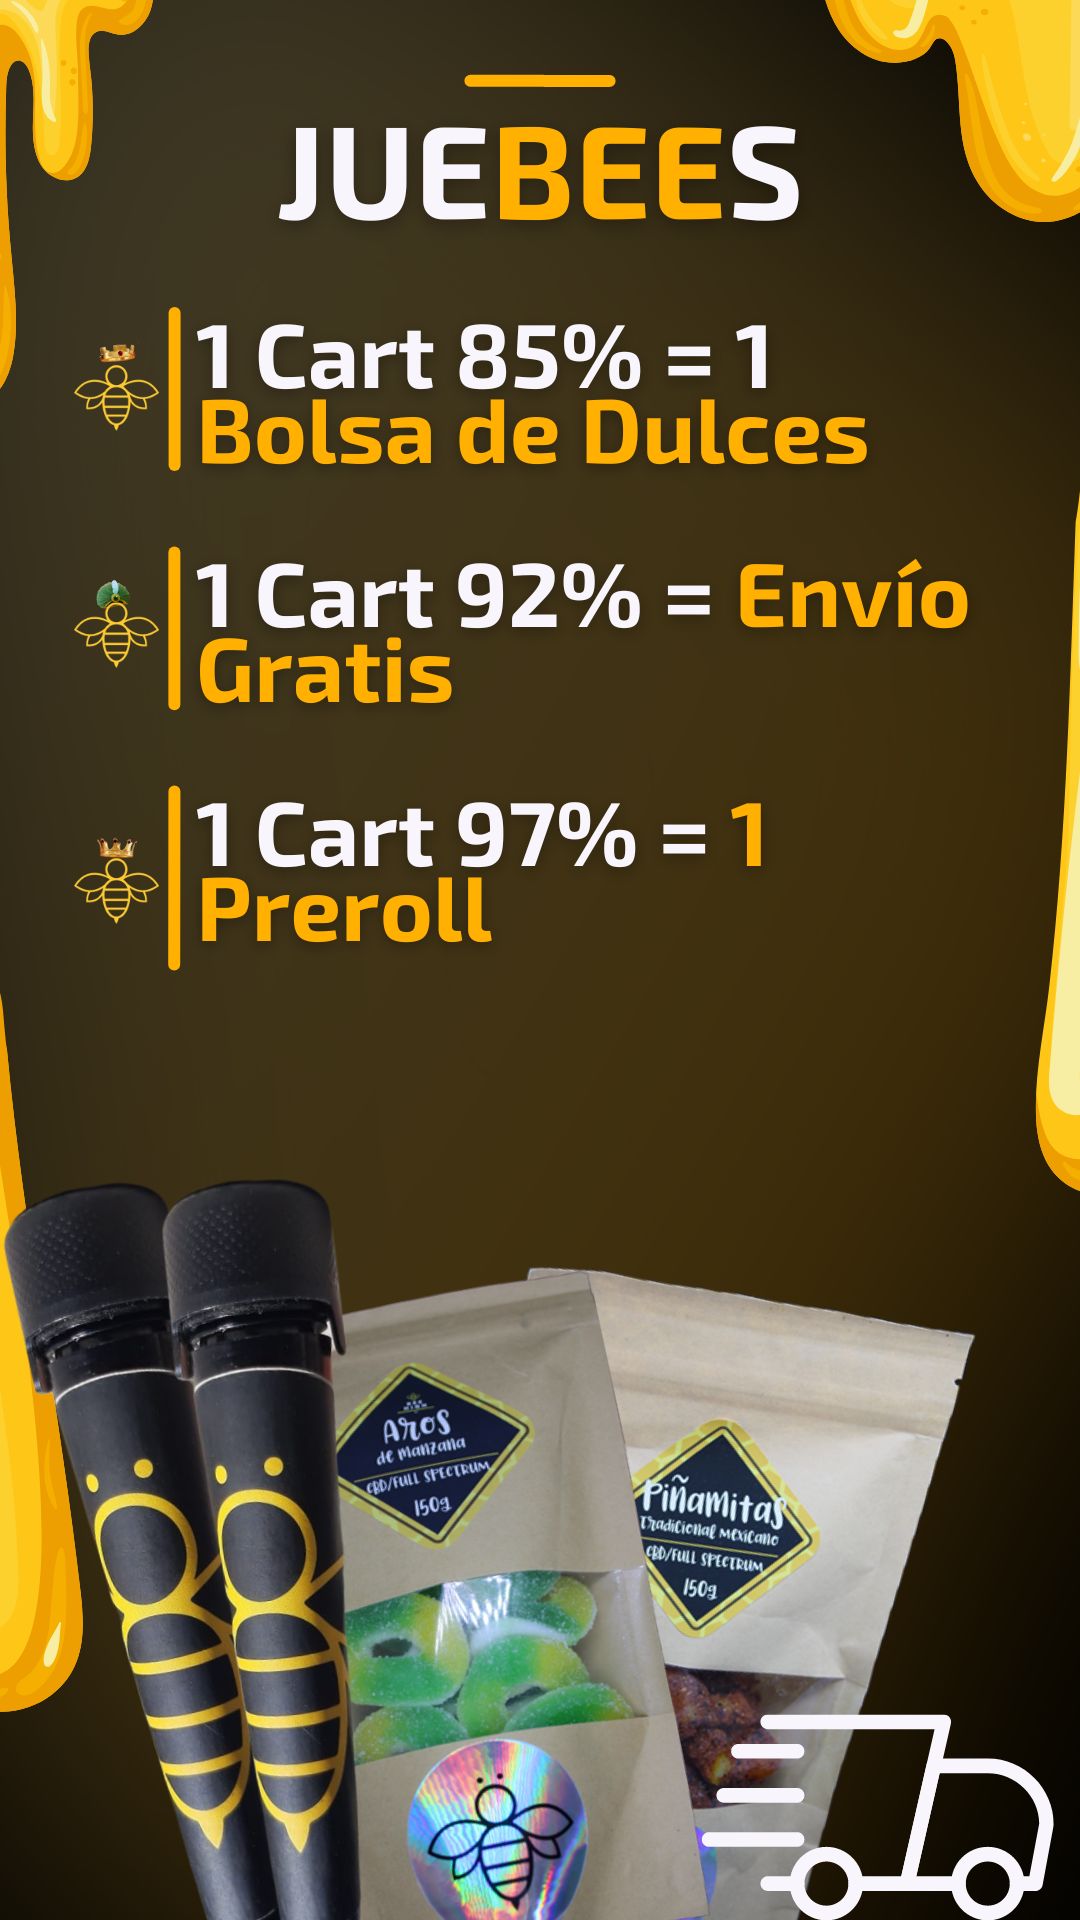 JUEBEES
1 Cart 85% = 1
Bolsa de Dulces
1 Cart 92% = Envío
Gratis
1 Cart 97% = 1
Preroll
Aros
de manzana
CBD/FULL SPECTRUM
150g
Piñamitas
Tradicional mexicano
CBD/FULL SPECTRUM
150g